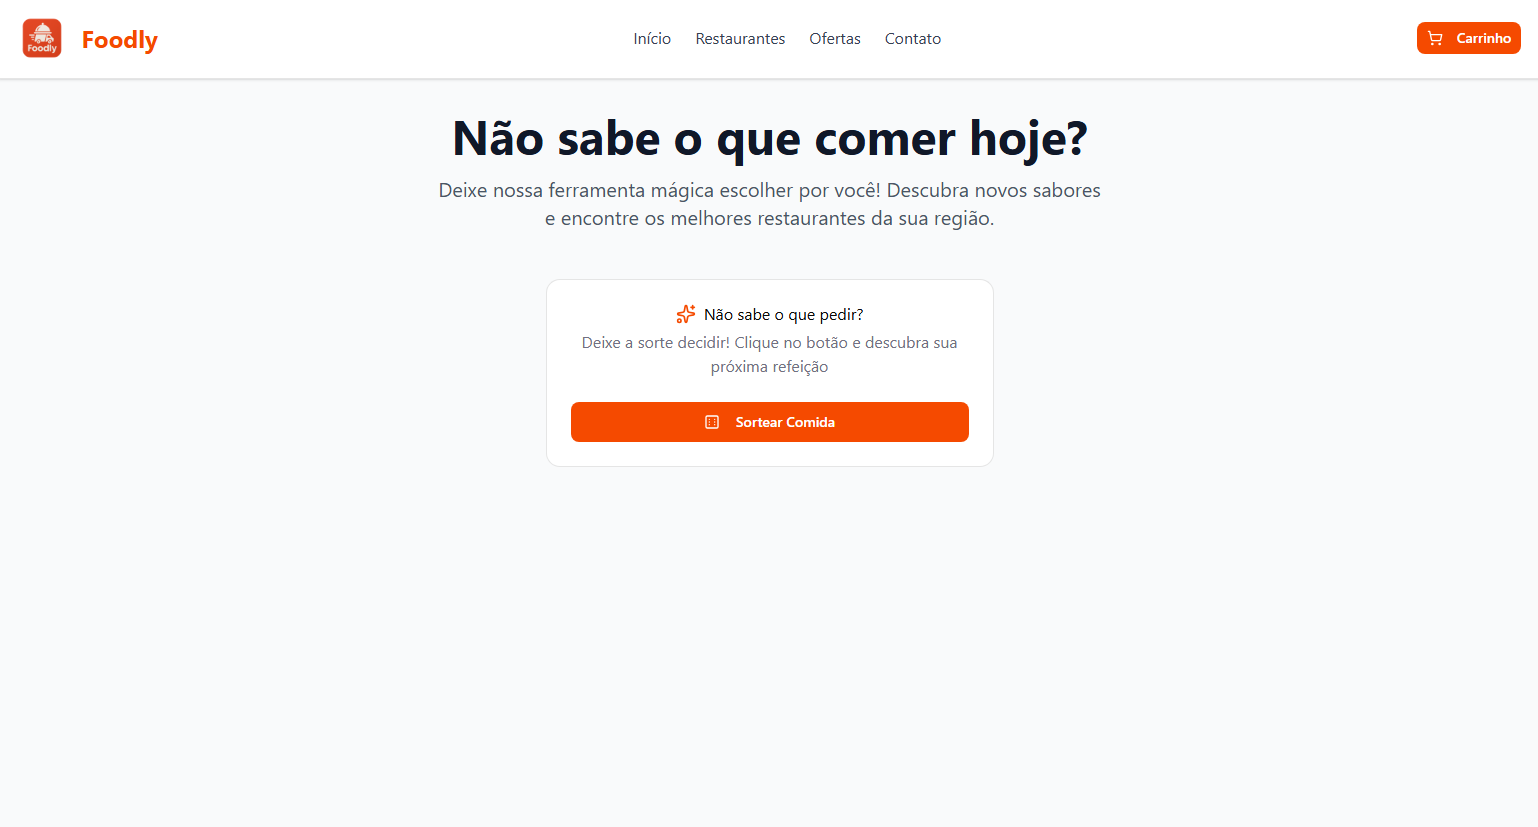 Foodly
Foodly
Início
Restaurantes
Ofertas
Contato
Carrinho
Não sabe o que comer hoje?
Deixe nossa ferramenta mágica escolher por você! Descubra novos sabores
e encontre os melhores restaurantes da sua região.
Não sabe o que pedir?
Deixe a sorte decidir! Clique no botão e descubra sua
próxima refeição
Sortear Comida